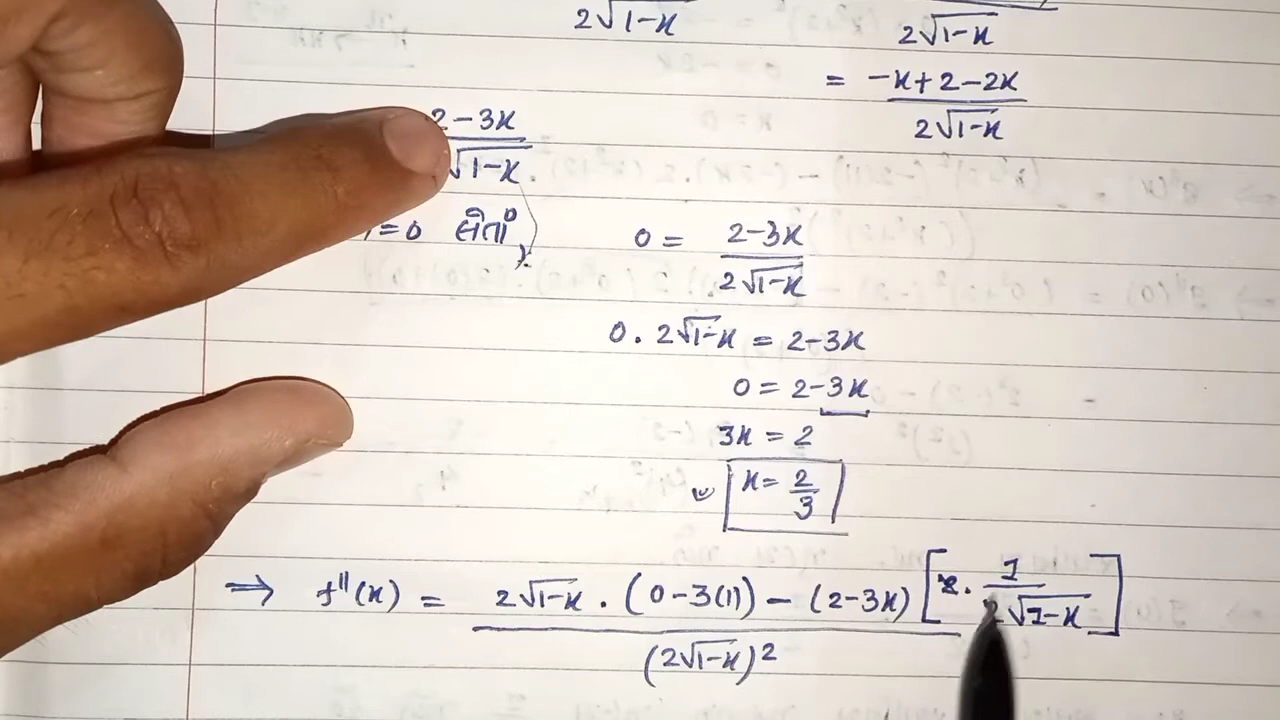 2√1-x
2√1-x
= -x+2-2x
2√1-x
2-3x
√1-x
=0 લેતાં,
0 = 2-3x
2√1-x
0. 2√1-x = 2-3x
0 = 2-3x
3x = 2
x= 2
3
⇒ f''(x) = 2√1-x . (0-3(1)) - (2-3x) [2. 1
2√1-x]
(2√1-x)2